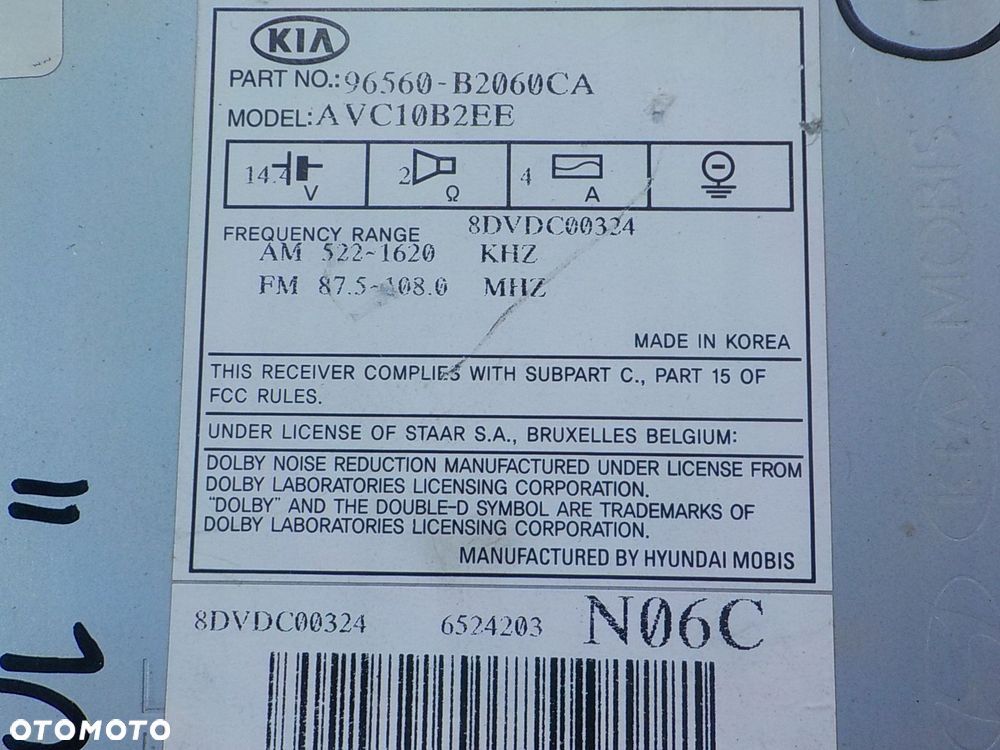 KIA
PART NO.: 96560-B2060CA
MODEL: AVC10B2EE
14.4 V 2 Ω 4 A
FREQUENCY RANGE 8DVDC00324
AM 522~1620 KHZ
FM 87.5~108.0 MHZ
MADE IN KOREA
THIS RECEIVER COMPLIES WITH SUBPART C., PART 15 OF
FCC RULES.
UNDER LICENSE OF STAAR S.A., BRUXELLES BELGIUM:
DOLBY NOISE REDUCTION MANUFACTURED UNDER LICENSE FROM
DOLBY LABORATORIES LICENSING CORPORATION.
"DOLBY" AND THE DOUBLE-D SYMBOL ARE TRADEMARKS OF
DOLBY LABORATORIES LICENSING CORPORATION.
MANUFACTURED BY HYUNDAI MOBIS
8DVDC00324 6524203 N06C
OTOMOTO